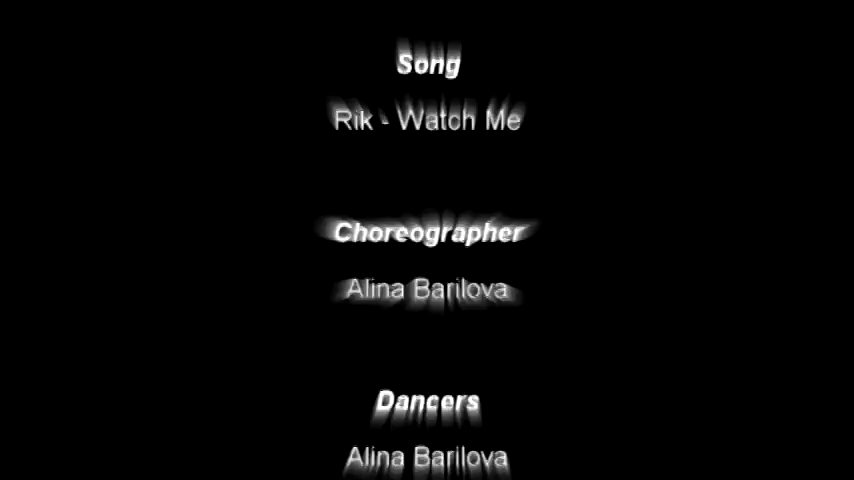 Song
Rik - Watch Me
Choreographer
Alina Barilova
Dancers
Alina Barilova